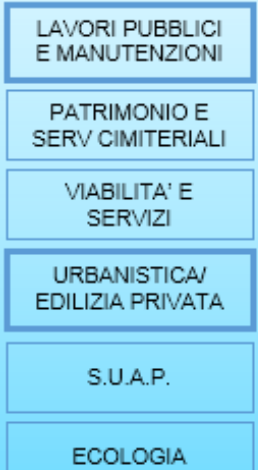 LAVORI PUBBLICI
E MANUTENZIONI
PATRIMONIO E
SERV CIMITERIALI
VIABILITA' E
SERVIZI
URBANISTICA/
EDILIZIA PRIVATA
S.U.A.P.
ECOLOGIA